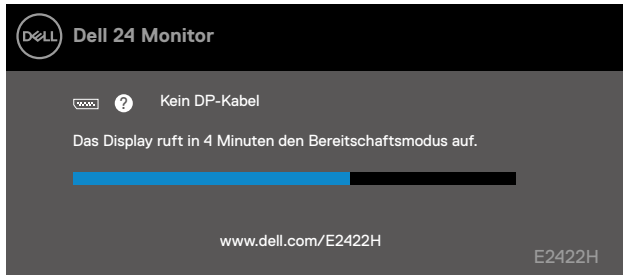 DELL Dell 24 Monitor
? Kein DP-Kabel
Das Display ruft in 4 Minuten den Bereitschaftsmodus auf.
www.dell.com/E2422H
E2422H